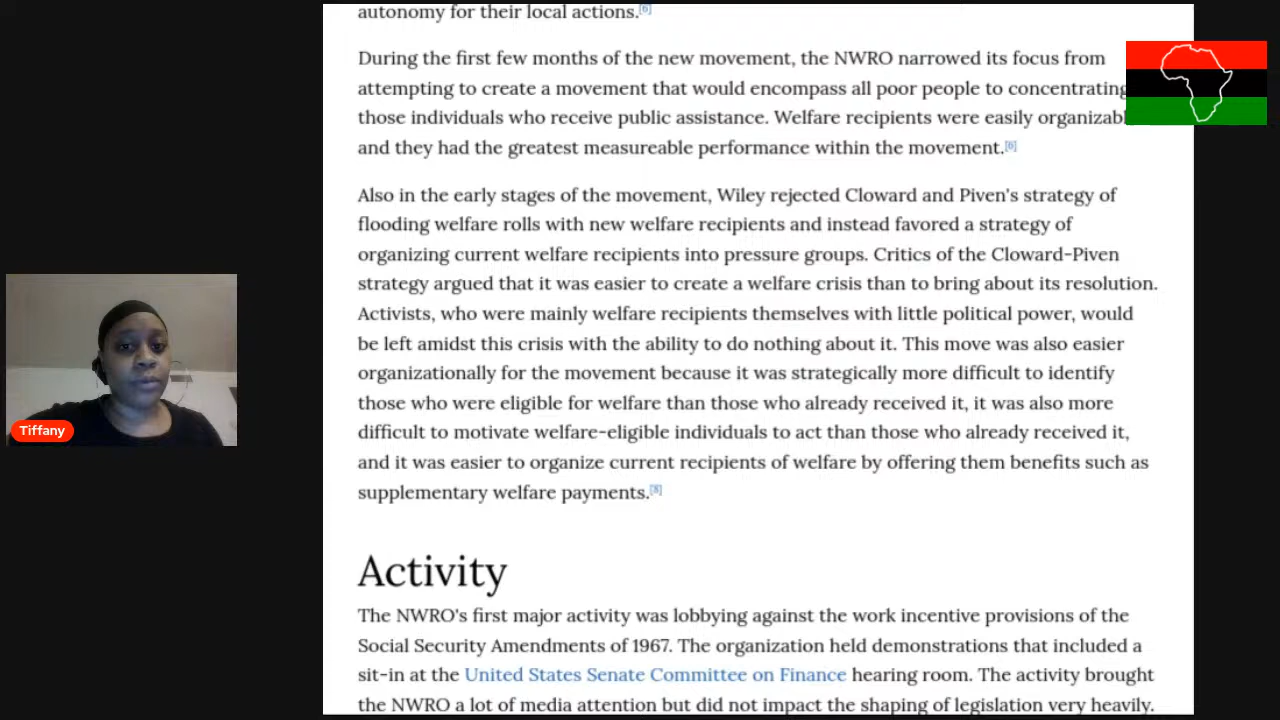 autonomy for their local actions.[6]
During the first few months of the new movement, the NWRO narrowed its focus from
attempting to create a movement that would encompass all poor people to concentrating
those individuals who receive public assistance. Welfare recipients were easily
and they had the greatest measureable performance within the movement.[6]
Also in the early stages of the movement, Wiley rejected Cloward and Piven's strategy of
flooding welfare rolls with new welfare recipients and instead favored a strategy of
organizing current welfare recipients into pressure groups. Critics of the Cloward-Piven
strategy argued that it was easier to create a welfare crisis than to bring about its resolution.
Activists, who were mainly welfare recipients themselves with little political power, would
be left amidst this crisis with the ability to do nothing about it. This move was also easier
organizationally for the movement because it was strategically more difficult to identify
those who were eligible for welfare than those who already received it, it was also more
difficult to motivate welfare-eligible individuals to act than those who already received it,
and it was easier to organize current recipients of welfare by offering them benefits such as
supplementary welfare payments.[8]
Activity
The NWRO's first major activity was lobbying against the work incentive provisions of the
Social Security Amendments of 1967. The organization held demonstrations that included a
sit-in at the United States Senate Committee on Finance hearing room. The activity brought
the NWRO a lot of media attention but did not impact the shaping of legislation very heavily.
Tiffany